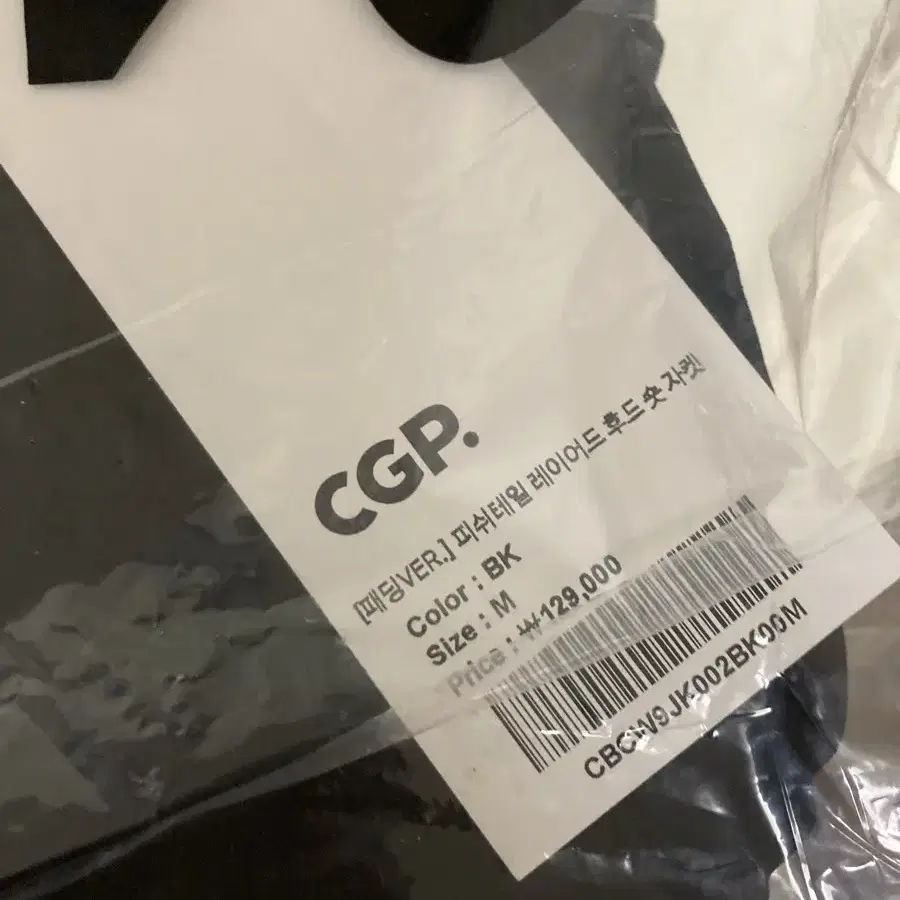 CGP.
[패딩VER.] 피쉬테일 레이어드 후드 숏 자켓
Color : BK
Size : M
Price : ₩129,000
CBCW9JK002BK00M